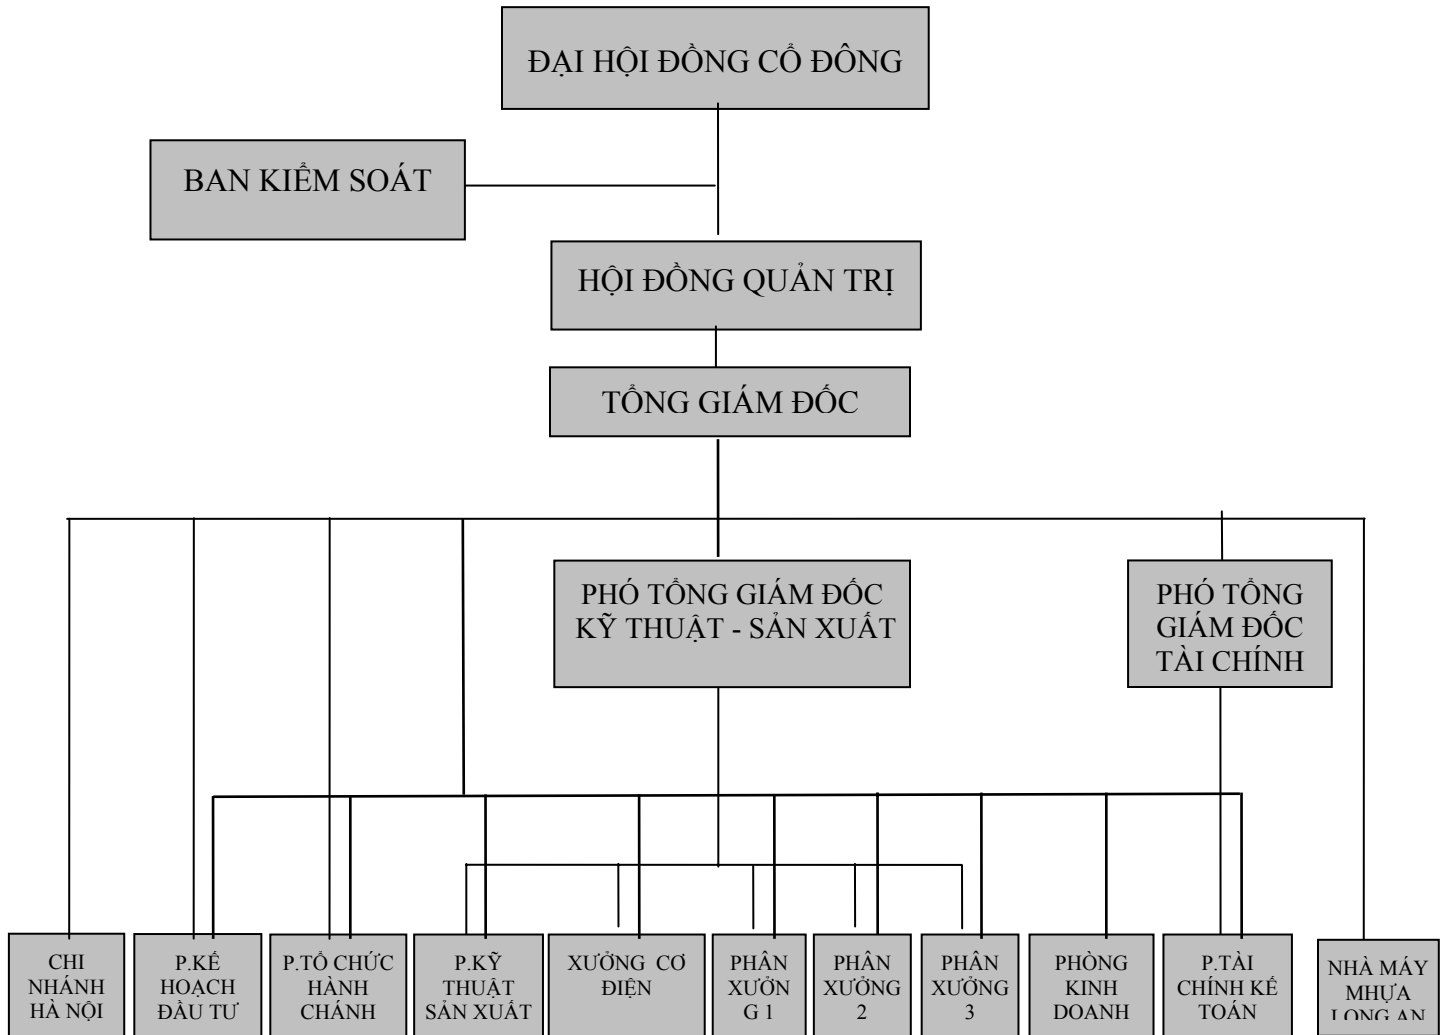 ĐẠI HỘI ĐỒNG CỔ ĐÔNG
BAN KIỂM SOÁT
HỘI ĐỒNG QUẢN TRỊ
TỔNG GIÁM ĐỐC
PHÓ TỔNG GIÁM ĐỐC
KỸ THUẬT - SẢN XUẤT
PHÓ TỔNG
GIÁM ĐỐC
TÀI CHÍNH
CHI
NHÁNH
HÀ NỘI
P.KẾ
HOẠCH
ĐẦU TƯ
P.TỔ CHỨC
HÀNH
CHÁNH
P.KỸ
THUẬT
SẢN XUẤT
XƯỞNG CƠ
ĐIỆN
PHÂN
XƯỞN
G 1
PHÂN
XƯỞNG
2
PHÂN
XƯỞNG
3
PHÒNG
KINH
DOANH
P.TÀI
CHÍNH KẾ
TOÁN
NHÀ MÁY
MHỰA
LONG AN